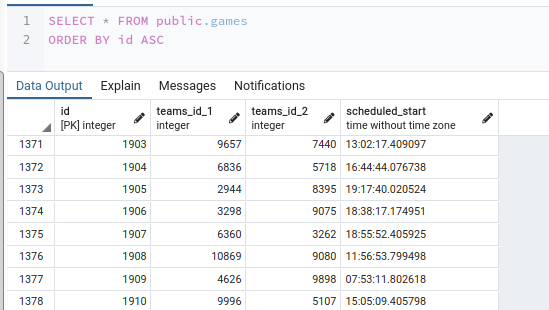 1 SELECT * FROM public.games
2 ORDER BY id ASC
Data Output Explain Messages Notifications
id teams_id_1 teams_id_2 scheduled_start
[PK] integer integer integer time without time zone
1371 1903 9657 7440 13:02:17.409097
1372 1904 6836 5718 16:44:44.076738
1373 1905 2944 8395 19:17:40.020524
1374 1906 3298 9075 18:38:17.174951
1375 1907 6360 3262 18:55:52.405925
1376 1908 10869 9080 11:56:53.799498
1377 1909 4626 9898 07:53:11.802618
1378 1910 9996 5107 15:05:09.405798